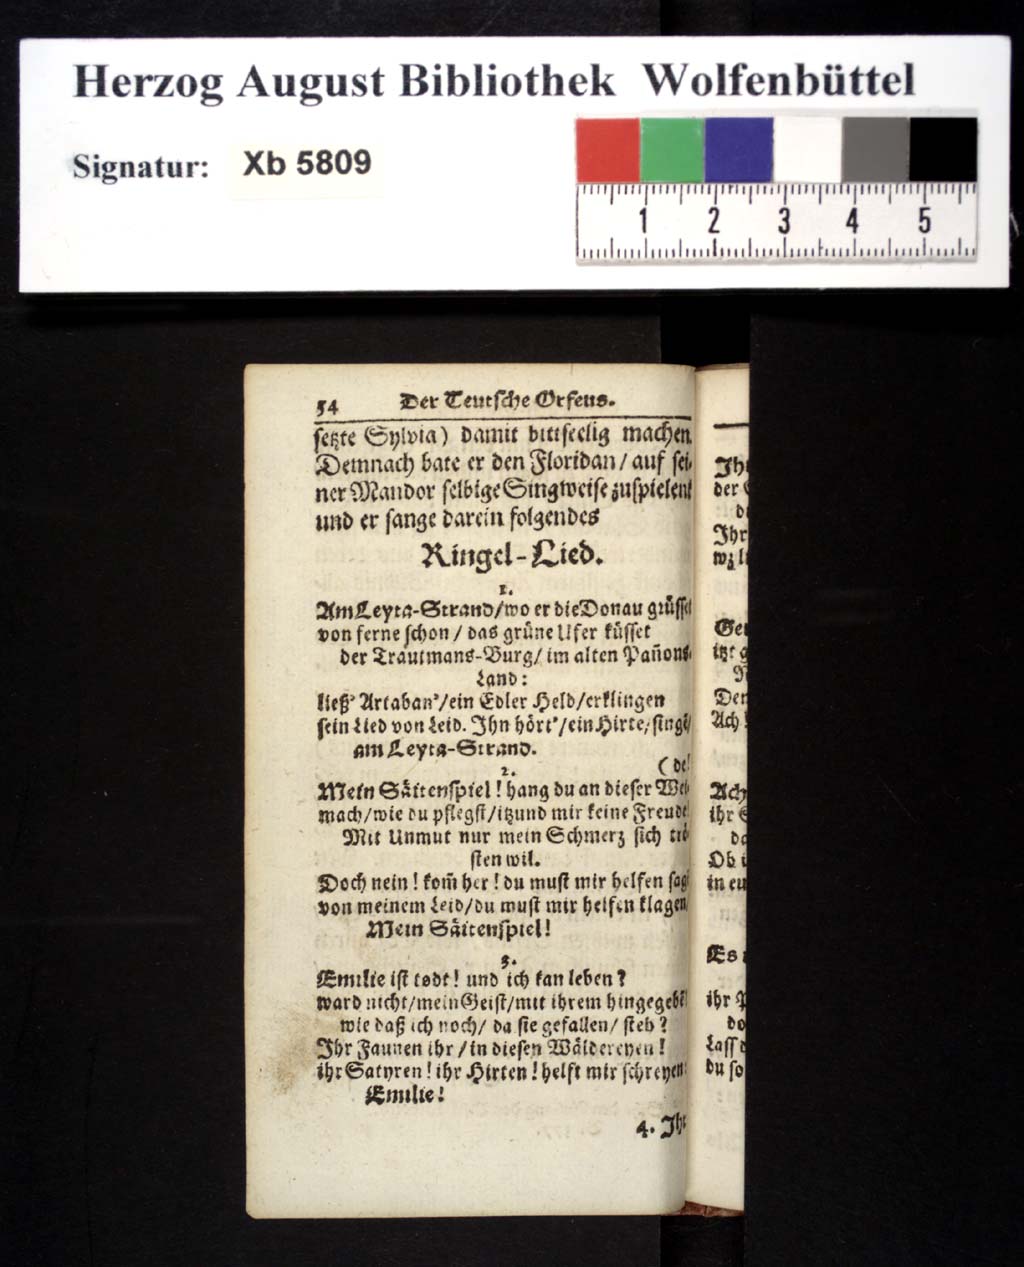 Herzog August Bibliothek Wolfenbüttel
Signatur: Xb 5809
1 2 3 4 5
54 Der Teutsche Orfeus.
setzte Sylvia) damit bittseelig machen.
Demnach bate er den Floridan / auf sei-
ner Mandor selbige Singweise zuspielen /
und er sange darein folgendes
Ringel-Lied.
1.
Am Leyta-Strand / wo er die Donau grüsset
von ferne schon / das grüne Ufer küsset
der Trautmans-Burg / im alten Pañons-
Land:
ließ' Artaban' / ein Edler Held / erklingen
sein Lied von Leid. Ihn hört' / ein Hirte /
am Leyta-Strand.
2.
Mein Säitenspiel! hang du an dieser
mach / wie du pflegst / itzund mir keine
Mit Unmut nur mein Schmerz sich trö-
sten wil.
Doch nein! kom̃ her! du must mir helfen
von meinem Leid / du must mir helfen klagen /
Mein Säitenspiel!
3.
Emilie ist todt! und ich kan leben?
ward nicht / mein Geist / mit ihrem
wie daß ich noch / da sie gefallen / steh?
Ihr Faunen ihr / in diesen Wäldereyen!
ihr Satyren! ihr Hirten! helft mir schreyen:
Emilie!
4. Ihr